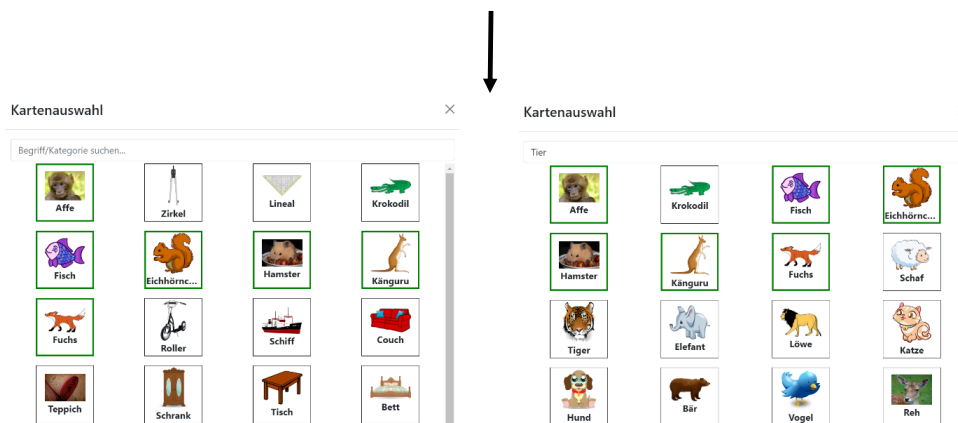 Kartenauswahl
Begriff/Kategorie suchen...
Affe
Zirkel
Lineal
Krokodil
Fisch
Eichhörnc...
Hamster
Känguru
Fuchs
Roller
Schiff
Couch
Teppich
Schrank
Tisch
Bett
Kartenauswahl
Tier
Affe
Krokodil
Fisch
Eichhörnc...
Hamster
Känguru
Fuchs
Schaf
Tiger
Elefant
Löwe
Katze
Hund
Bär
Vogel
Reh